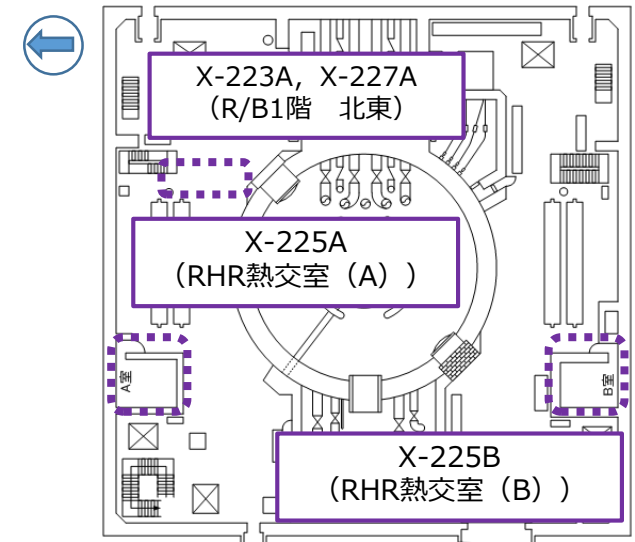 X-223A, X-227A
（R/B1階　北東）
X-225A
（RHR熱交室（A））
A室
B室
X-225B
（RHR熱交室（B））